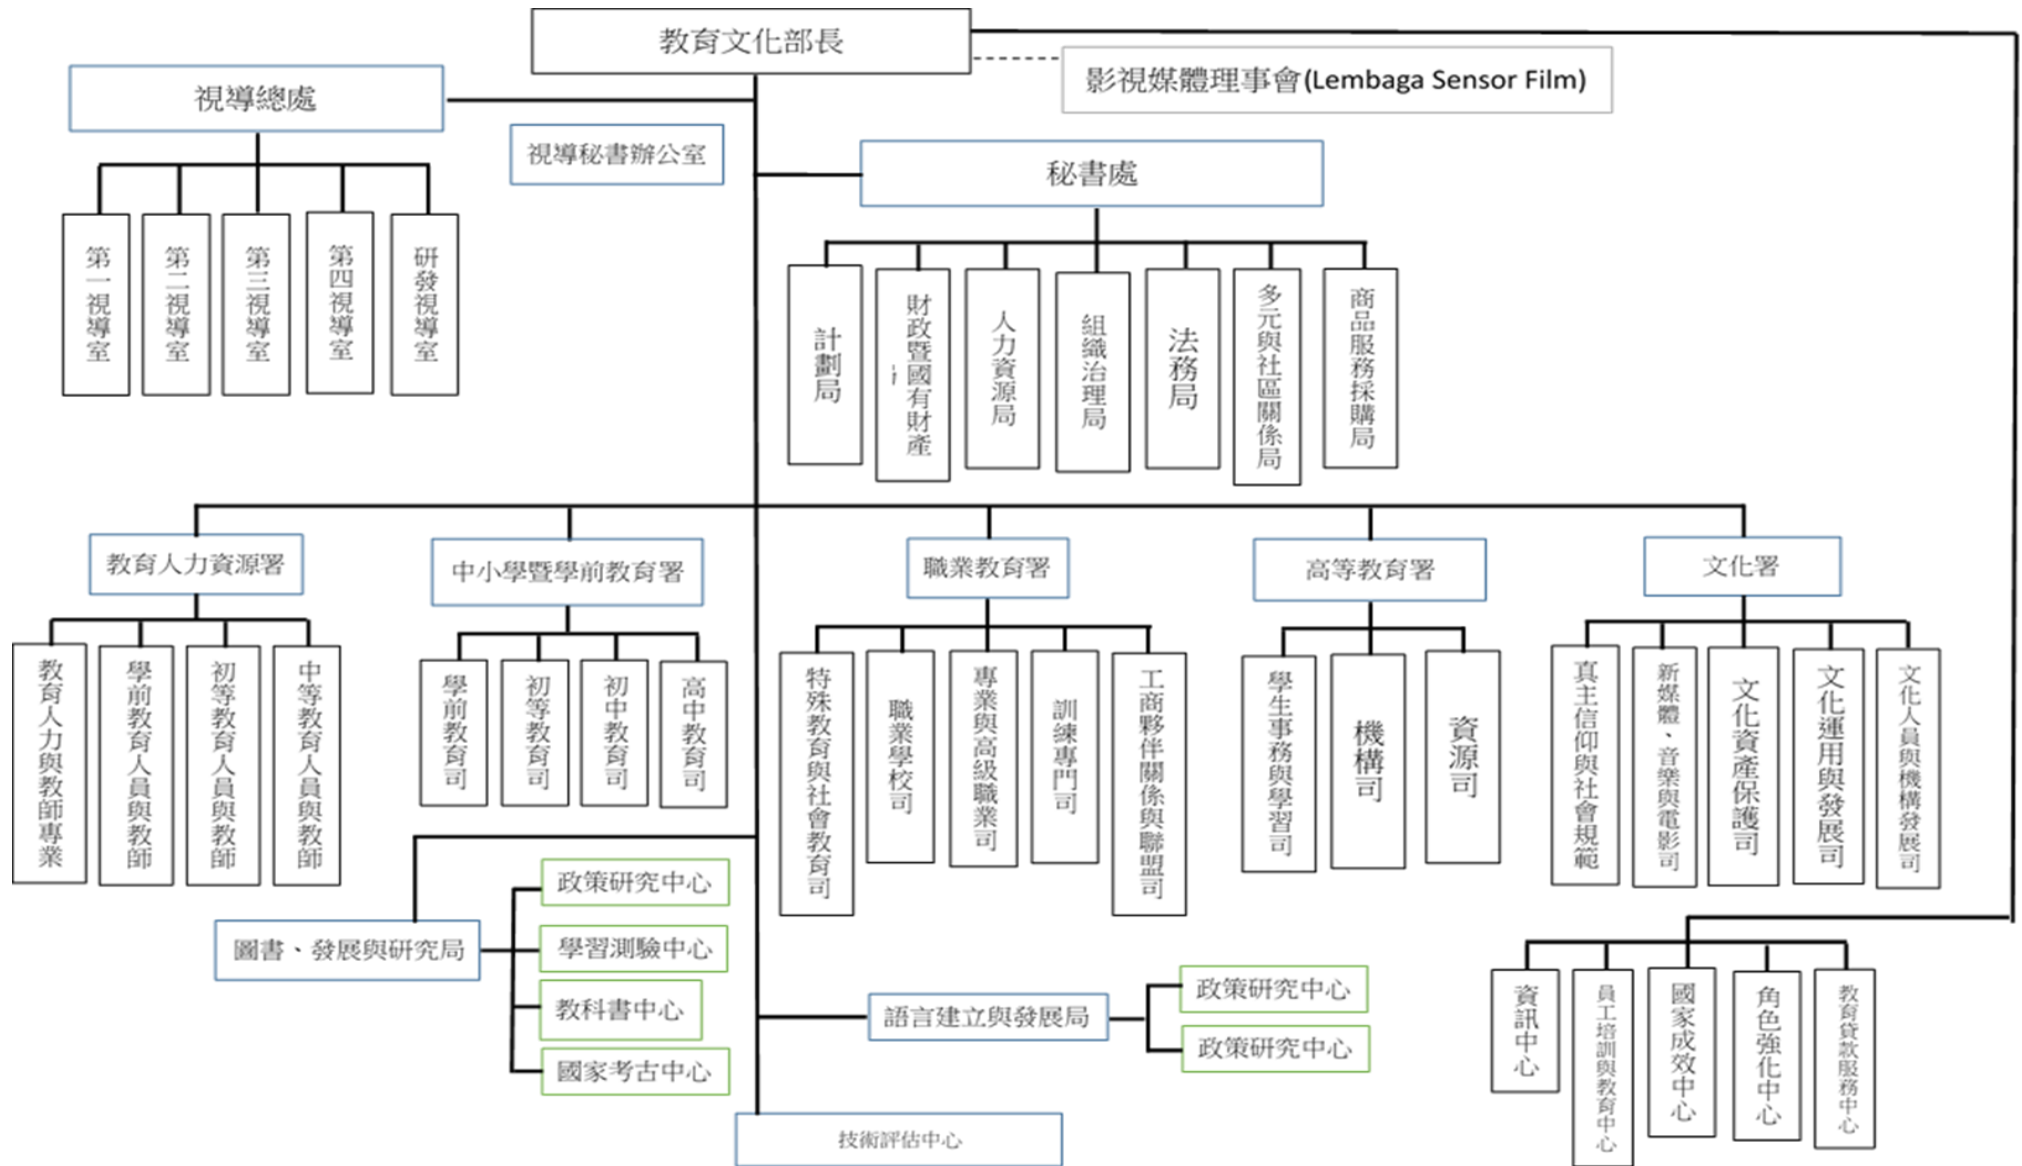 教育文化部長
影視媒體理事會(Lembaga Sensor Film)
視導總處
視導秘書辦公室
秘書處
第一視導室
第二視導室
第三視導室
第四視導室
研發視導室
計劃局
財政暨國有財產
人力資源局
組織治理局
法務局
多元與社區關係局
商品服務採購局
教育人力資源署
中小學暨學前教育署
職業教育署
高等教育署
文化署
教育人力與教師專業
學前教育人員與教師
初等教育人員與教師
中等教育人員與教師
學前教育司
初等教育司
初中教育司
高中教育司
特殊教育與社會教育司
職業學校司
專業與高級職業司
訓練專門司
工商夥伴關係與聯盟司
學生事務與學習司
機構司
資源司
真主信仰與社會規範
新媒體、音樂與電影司
文化資產保護司
文化運用與發展司
文化人員與機構發展司
圖書、發展與研究局
政策研究中心
學習測驗中心
教科書中心
國家考古中心
語言建立與發展局
政策研究中心
政策研究中心
資訊中心
員工培訓與教育中心
國家成效中心
角色強化中心
教育貸款服務中心
技術評估中心